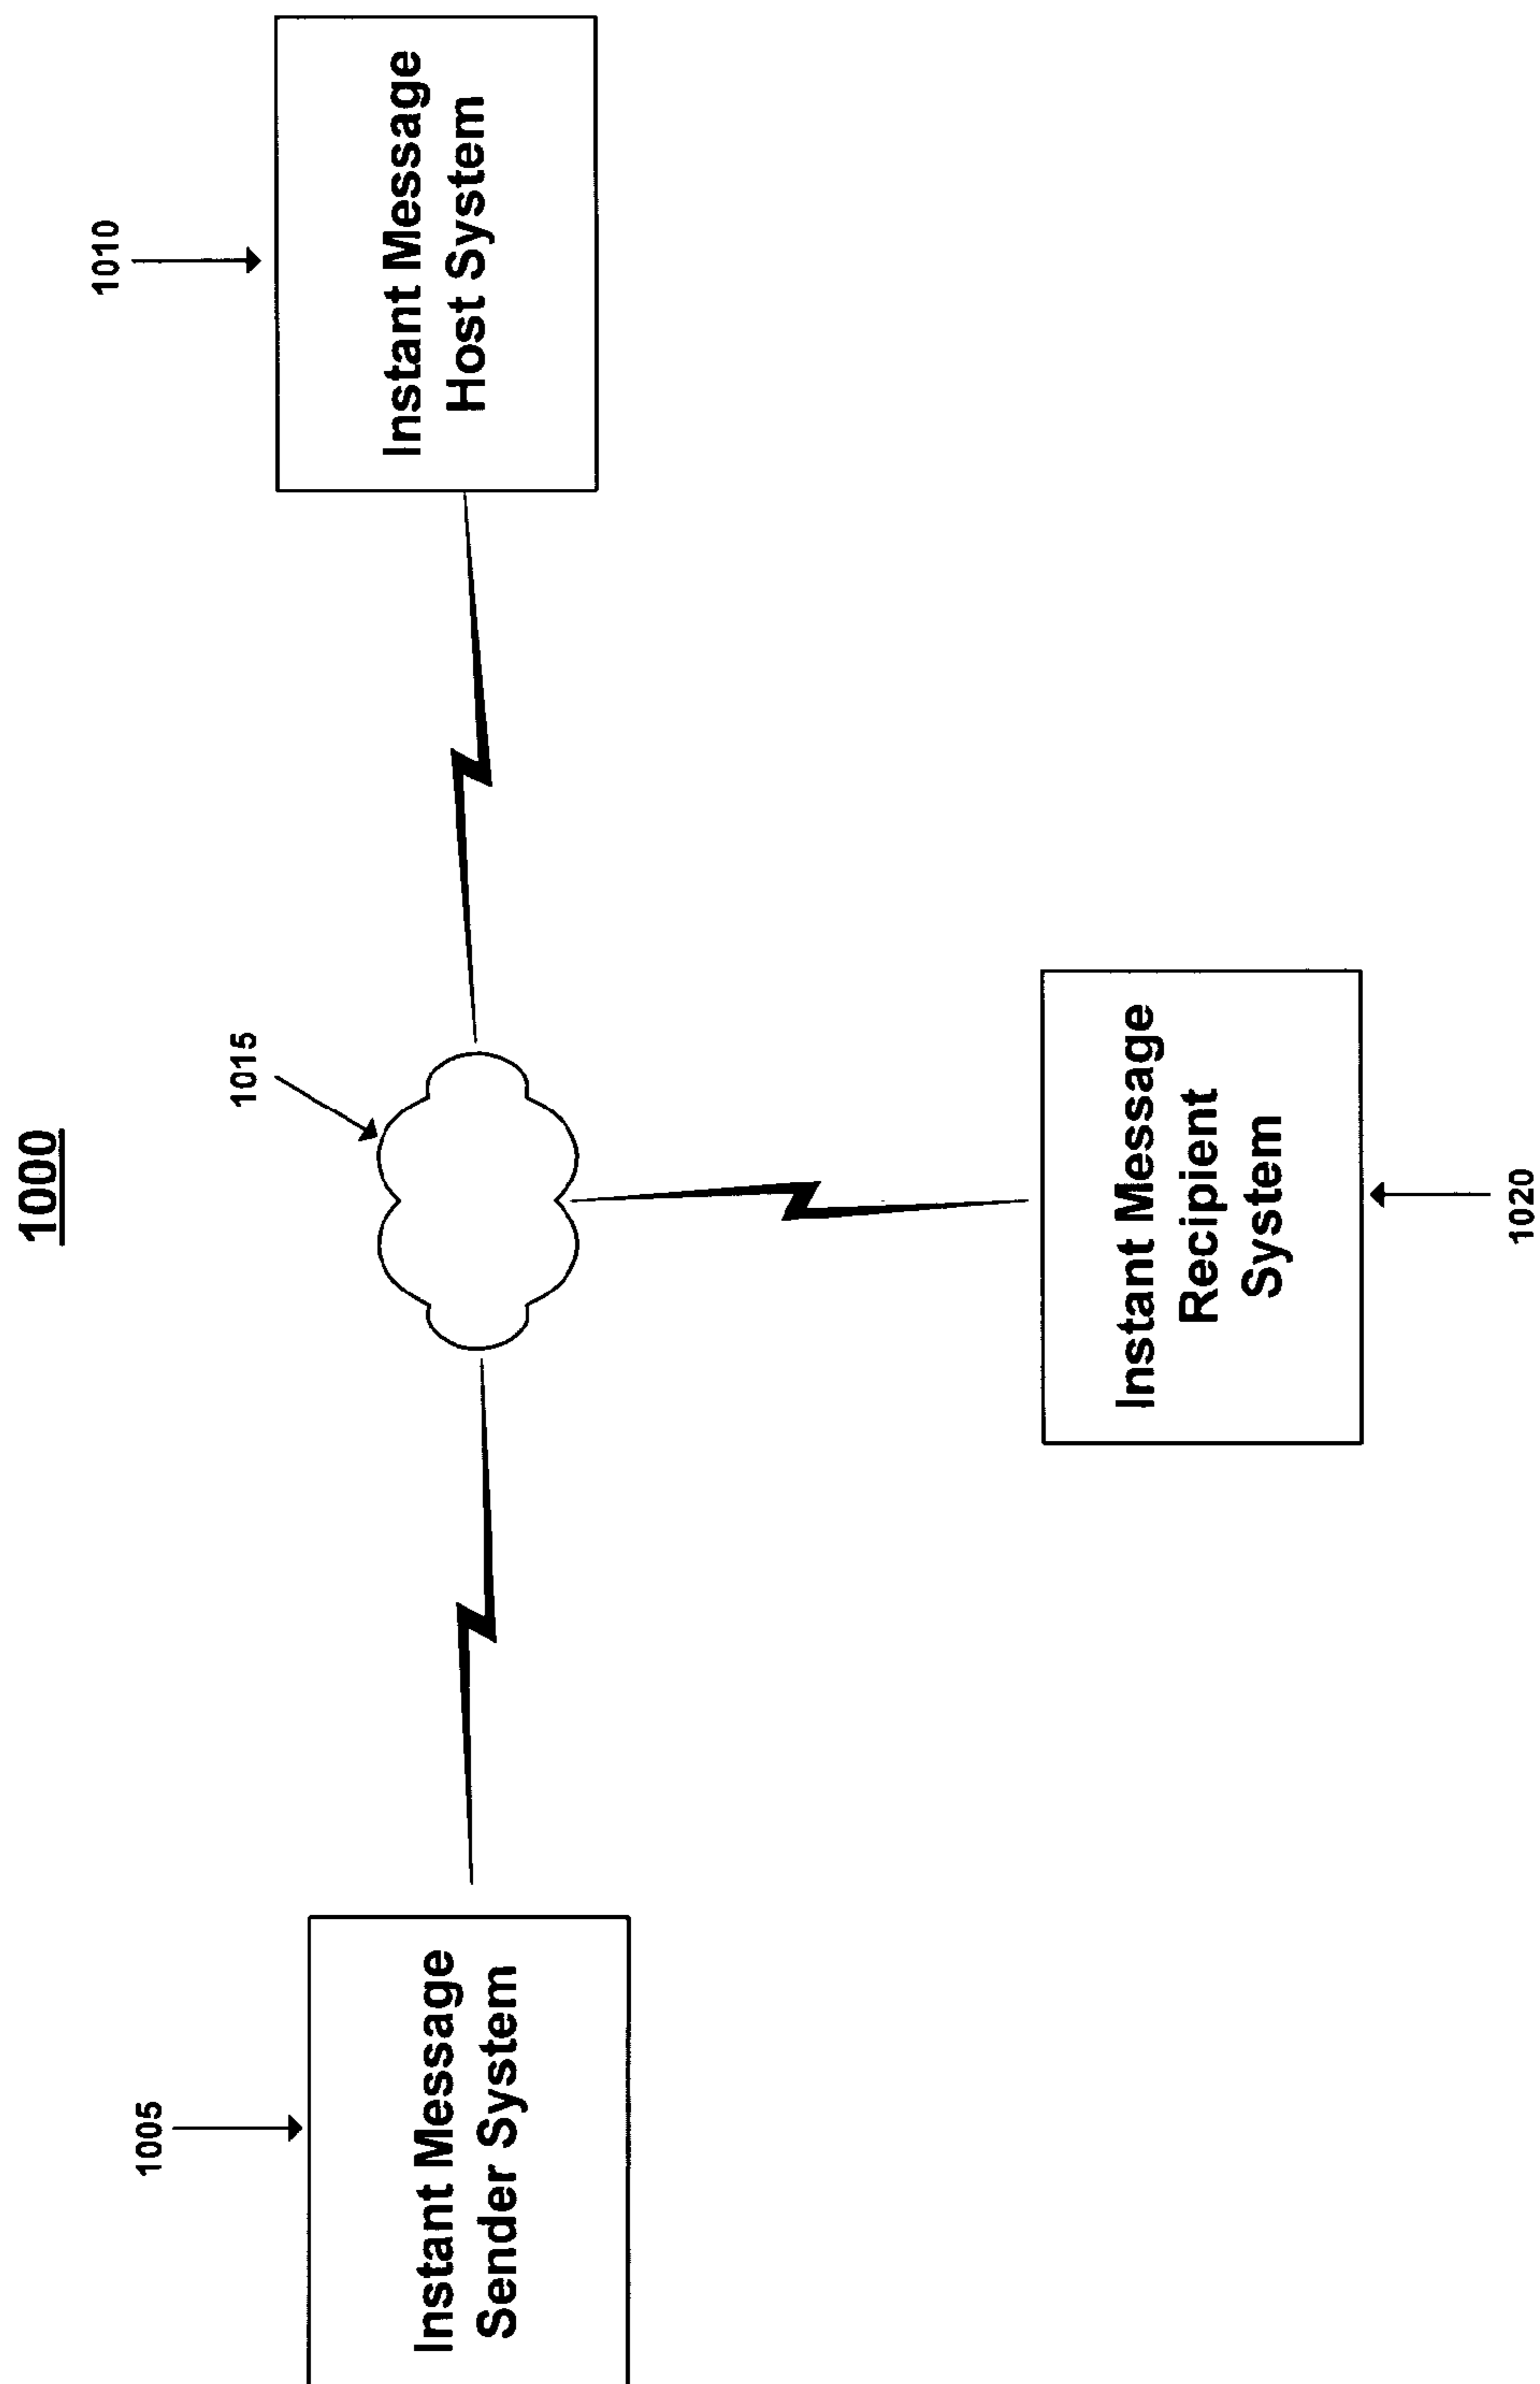 1000
1005
1015
1010
Instant Message
Sender System
Instant Message
Host System
Instant Message
Recipient
System
1020